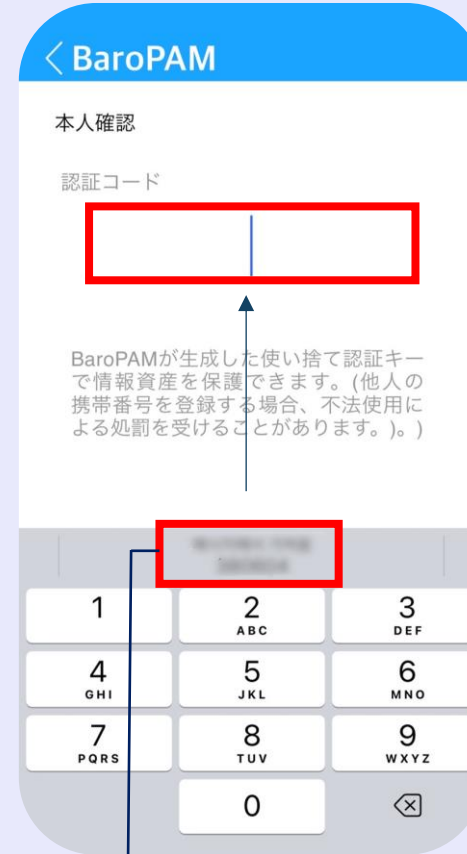 BaroPAM
本人確認
認証コード
BaroPAMが生成した使い捨て認証キー
で情報資産を保護できます。(他人の
携帯番号を登録する場合、不法使用に
よる処罰を受けることがあります。)。)
1
2
ABC
3
DEF
4
GHI
5
JKL
6
MNO
7
PQRS
8
TUV
9
WXYZ
0